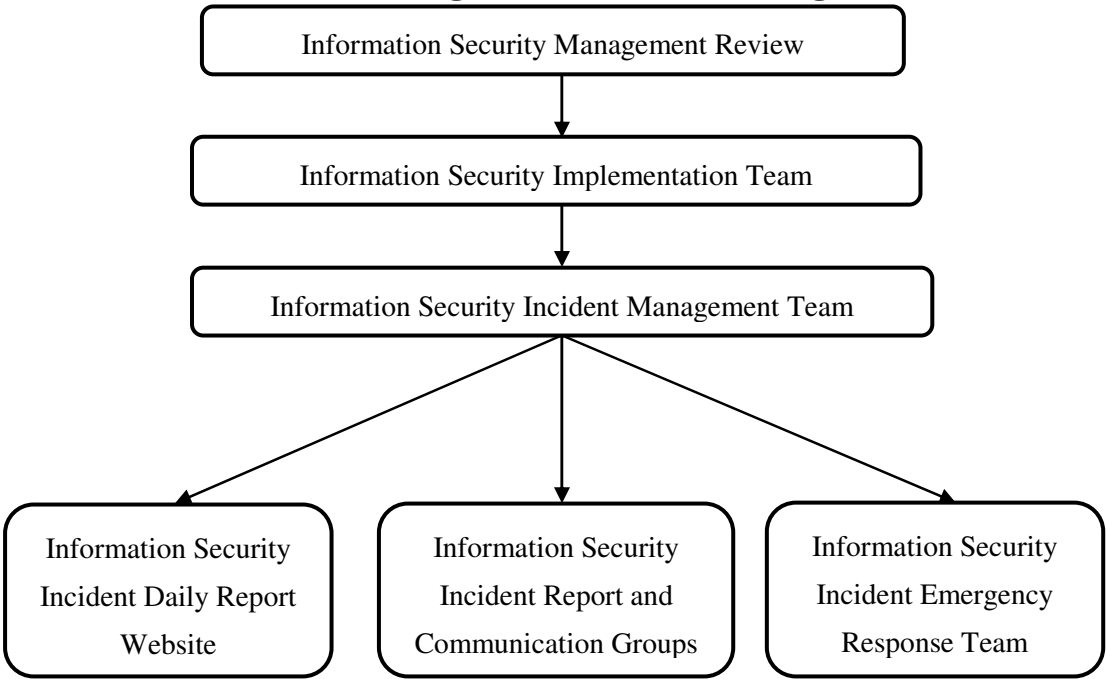 Information Security Management Review
Information Security Implementation Team
Information Security Incident Management Team
Information Security
Incident Daily Report
Website
Information Security
Incident Report and
Communication Groups
Information Security
Incident Emergency
Response Team